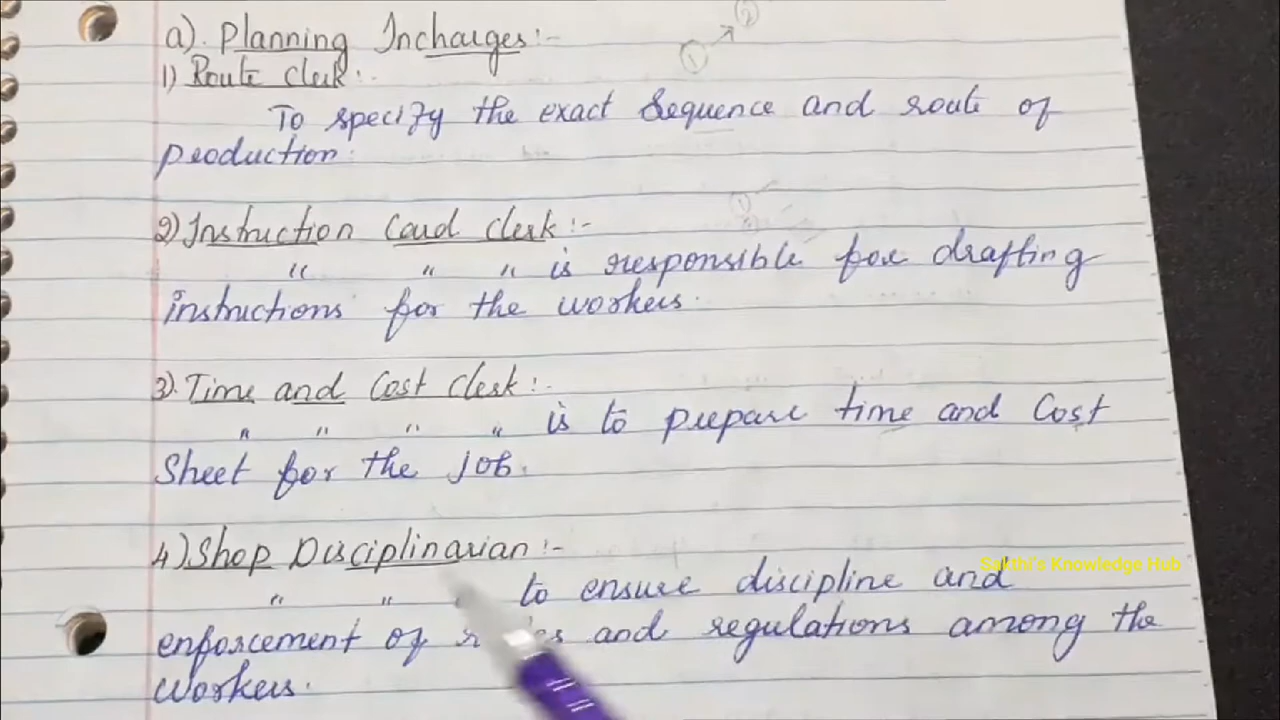 a). Planning Incharges:-
1) Route clerk:-
To specify the exact sequence and route of
production.
2) Instruction Card clerk:-
" " " is responsible for drafting
instructions for the workers.
3). Time and Cost Clerk:-
" " " " is to prepare time and Cost
Sheet for the job.
4) Shop Disciplinarian:-
" " " to ensure discipline and
Sakthi's Knowledge Hub
enforcement of and regulations among the
workers.